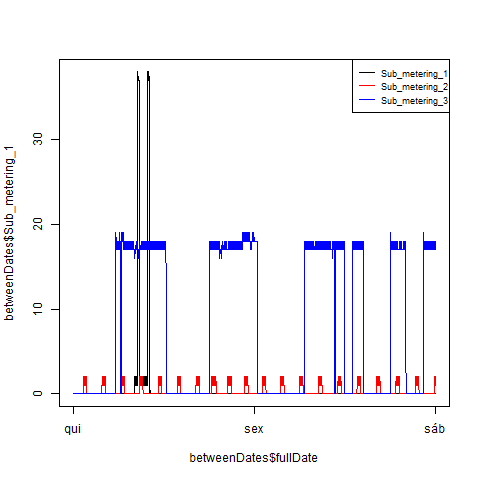 Sub_metering_1
Sub_metering_2
Sub_metering_3
betweenDates$Sub_metering_1
30
20
10
0
qui sex sáb
betweenDates$fullDate